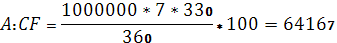 A:CF = 1000000 * 7 * 330 / 360 * 100 = 64167